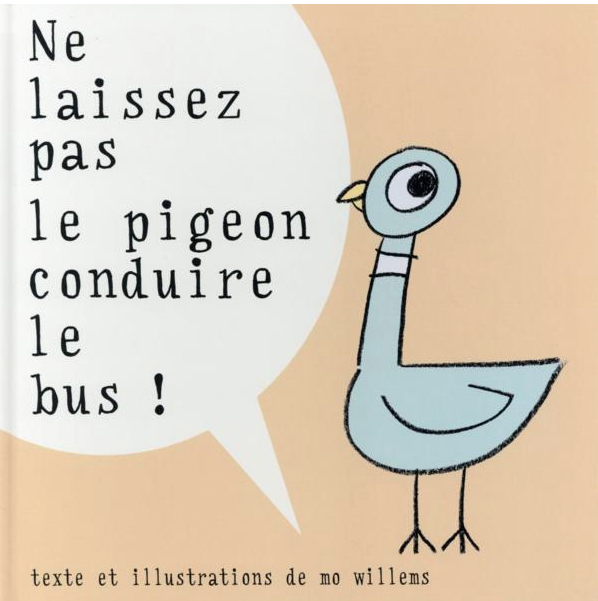 Ne
laissez
pas
le pigeon
conduire
le
bus !
texte et illustrations de mo willems